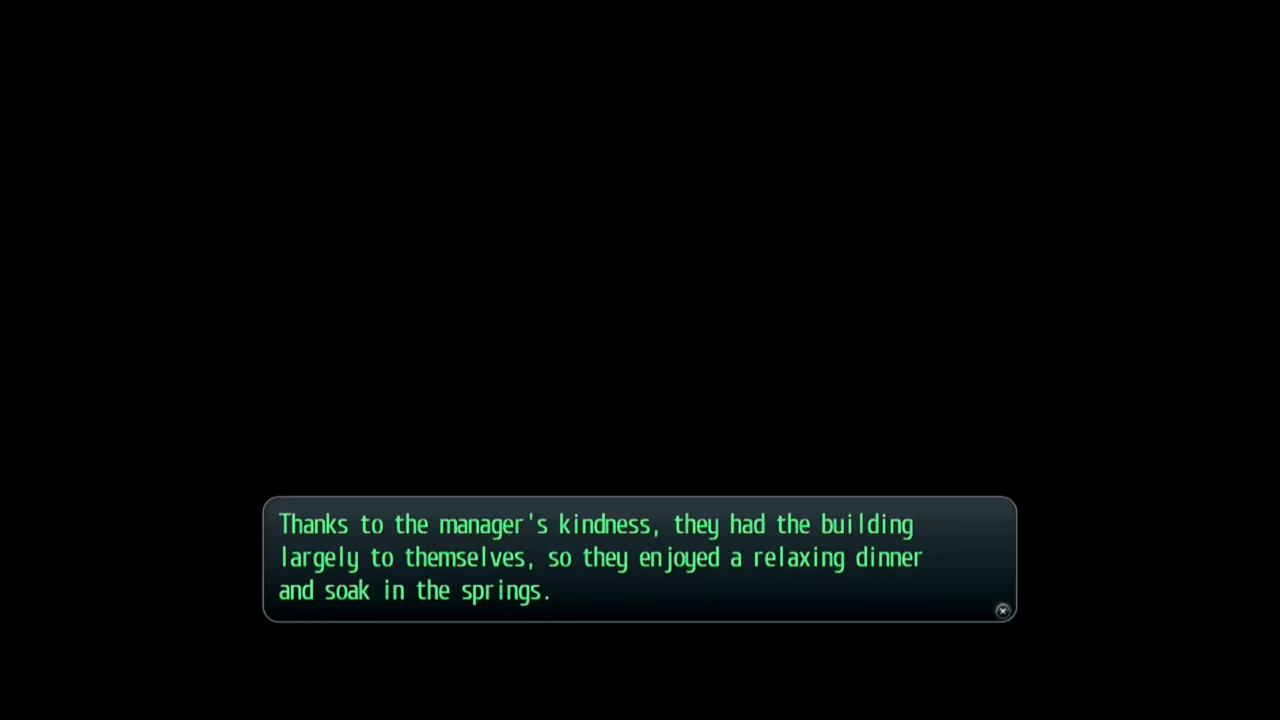 Thanks to the manager's kindness, they had the building
largely to themselves, so they enjoyed a relaxing dinner
and soak in the springs.